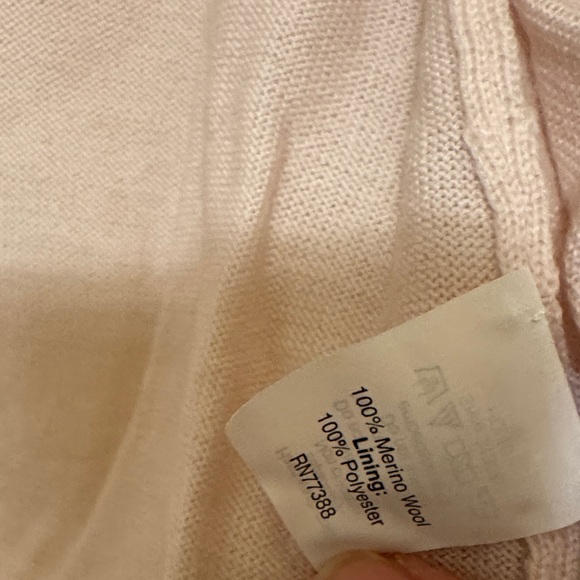 100% Merino Wool
Lining:
100% Polyester
RN77388